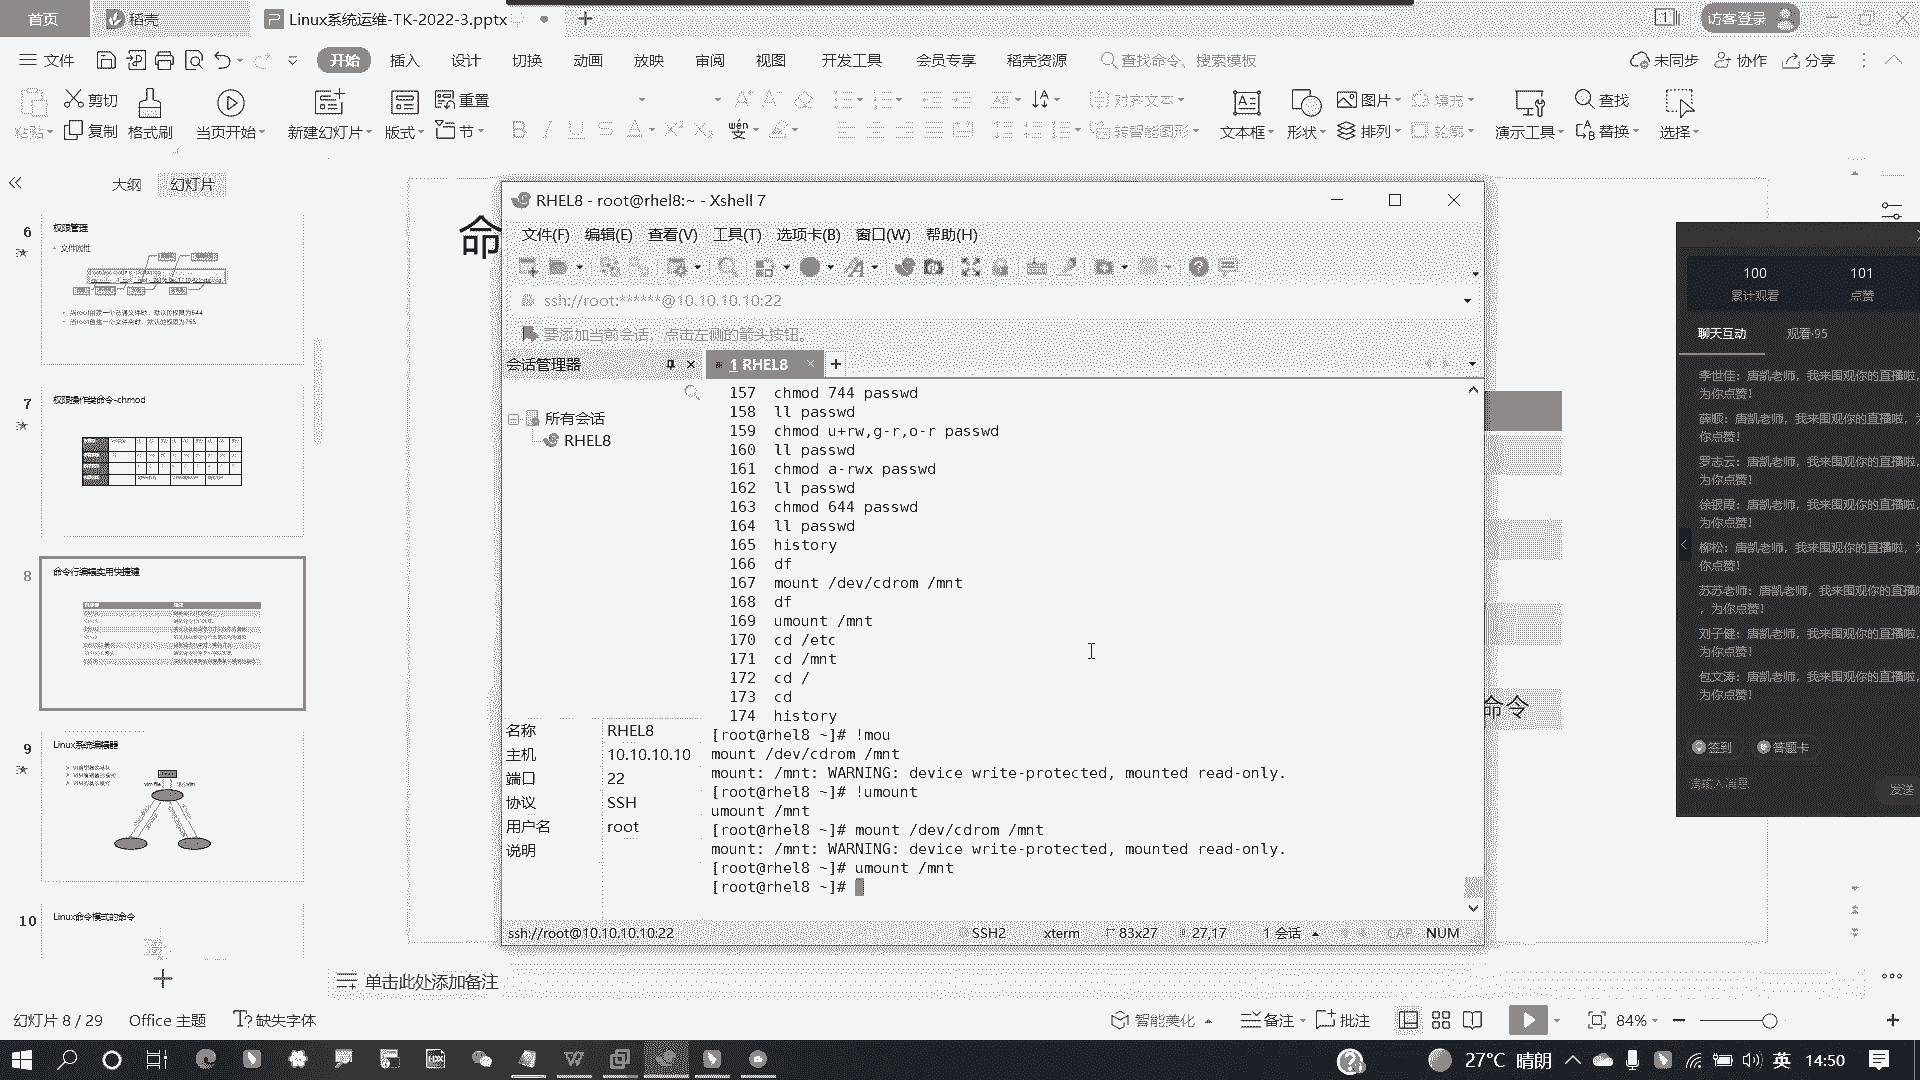 首页
稻壳
Linux系统运维-TK-2022-3.pptx
访客登录
文件
开始
插入
设计
切换
动画
放映
审阅
视图
开发工具
会员专享
稻壳资源
查找命令、搜索模板
未同步
协作
分享
粘贴
剪切
复制
格式刷
当页开始
新建幻灯片
版式
重置
节
对齐文本
转智能图形
文本框
形状
图片
排列
填充
轮廓
演示工具
查找
替换
选择
大纲
幻灯片
6
权限管理
7
权限操作类命令-chmod
8
命令行编辑实用快捷键
9
Linux系统编辑器
10
Linux命令模式的命令
命
命令
RHEL8 - root@rhel8:~ - Xshell 7
文件(F) 编辑(E) 查看(V) 工具(T) 选项卡(B) 窗口(W) 帮助(H)
ssh://root:******@10.10.10.10:22
要添加当前会话，点击左侧的箭头按钮。
会话管理器
1 RHEL8
所有会话
RHEL8
名称 RHEL8
主机 10.10.10.10
端口 22
协议 SSH
用户名 root
说明
157 chmod 744 passwd
158 ll passwd
159 chmod u+rw,g-r,o-r passwd
160 ll passwd
161 chmod a-rwx passwd
162 ll passwd
163 chmod 644 passwd
164 ll passwd
165 history
166 df
167 mount /dev/cdrom /mnt
168 df
169 umount /mnt
170 cd /etc
171 cd /mnt
172 cd /
173 cd
174 history
[root@rhel8 ~]# !mou
mount /dev/cdrom /mnt
mount: /mnt: WARNING: device write-protected, mounted read-only.
[root@rhel8 ~]# !umount
umount /mnt
[root@rhel8 ~]# mount /dev/cdrom /mnt
mount: /mnt: WARNING: device write-protected, mounted read-only.
[root@rhel8 ~]# umount /mnt
[root@rhel8 ~]#
ssh://root@10.10.10.10:22
SSH2
xterm
83x27
27,17
1 会话
CAP NUM
100
累计观看
101
点赞
聊天互动
观看·95
李世佳：唐凯老师，我来围观你的直播啦，
为你点赞！
薛顺：唐凯老师，我来围观你的直播啦，为
你点赞！
罗志云：唐凯老师，我来围观你的直播啦，
为你点赞！
徐银霞：唐凯老师，我来围观你的直播啦，
为你点赞！
柳松：唐凯老师，我来围观你的直播啦，为
你点赞！
苏苏老师：唐凯老师，我来围观你的直播啦
，为你点赞！
刘子健：唐凯老师，我来围观你的直播啦，
为你点赞！
包文涛：唐凯老师，我来围观你的直播啦，
为你点赞！
签到
答题卡
请输入消息
发送
单击此处添加备注
幻灯片 8 / 29
Office 主题
缺失字体
智能美化
备注
批注
84%
27°C 晴朗
英
14:50